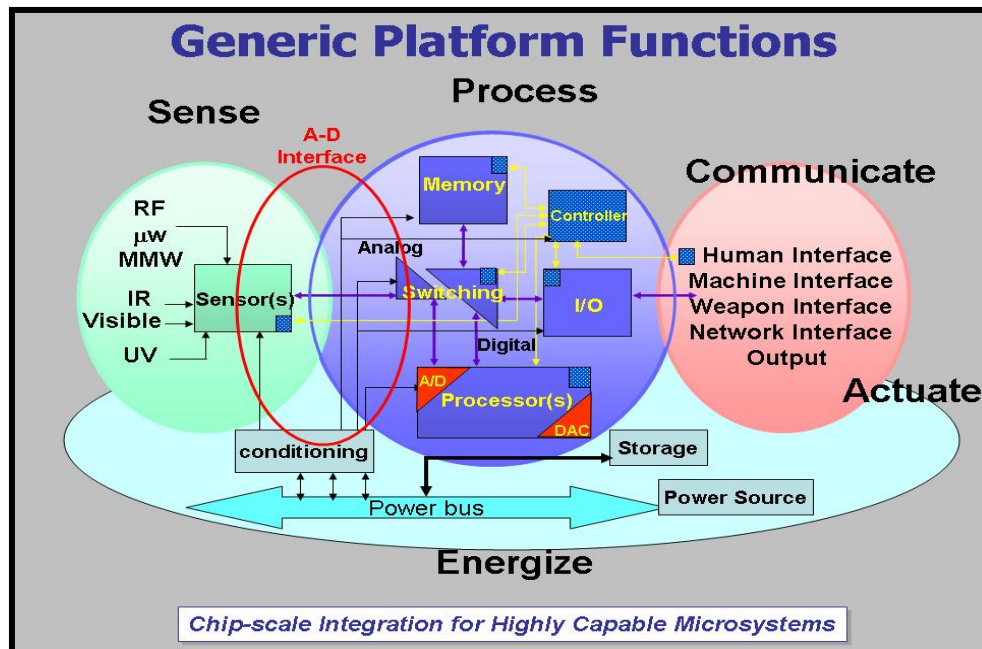 Generic Platform Functions
Sense
Process
Communicate
Actuate
Energize
A-D
Interface
RF
μw
MMW
IR
Visible
UV
Sensor(s)
Memory
Controller
Analog
Switching
Digital
I/O
A/D
Processor(s)
DAC
Human Interface
Machine Interface
Weapon Interface
Network Interface
Output
conditioning
Storage
Power bus
Power Source
Chip-scale Integration for Highly Capable Microsystems